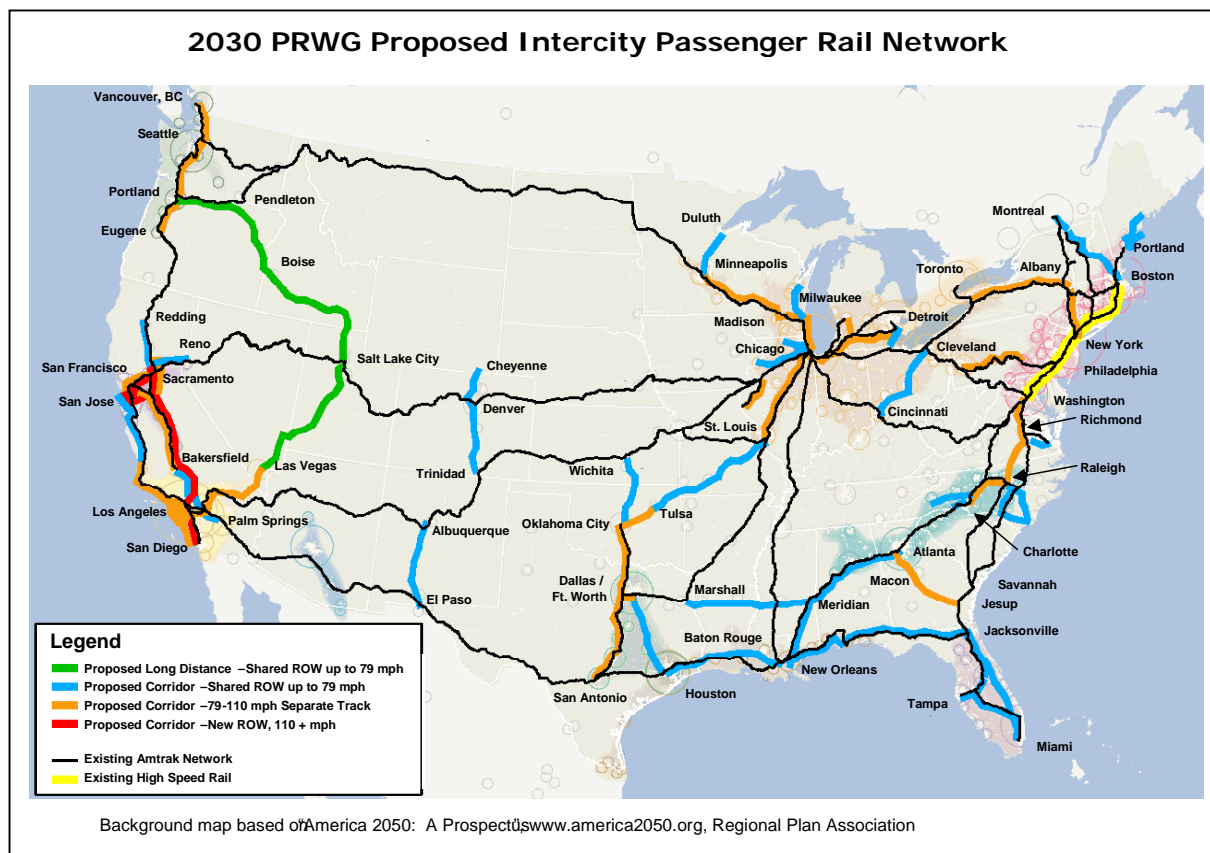 2030 PRWG Proposed Intercity Passenger Rail Network
Vancouver, BC
Seattle
Portland
Pendleton
Eugene
Boise
Duluth
Minneapolis
Montreal
Portland
Toronto
Albany
Boston
Milwaukee
Madison
Detroit
Redding
Reno
Salt Lake City
Chicago
Cleveland
New York
San Francisco
Sacramento
Cheyenne
Philadelphia
San Jose
Denver
Washington
Cincinnati
Richmond
St. Louis
Bakersfield
Las Vegas
Trinidad
Wichita
Raleigh
Los Angeles
Palm Springs
Albuquerque
Oklahoma City
Tulsa
San Diego
Charlotte
Atlanta
Dallas /
Ft. Worth
Marshall
Macon
Savannah
El Paso
Meridian
Jesup
Baton Rouge
Jacksonville
New Orleans
San Antonio
Houston
Tampa
Miami
Legend
Proposed Long Distance –Shared ROW up to 79 mph
Proposed Corridor –Shared ROW up to 79 mph
Proposed Corridor –79-110 mph Separate Track
Proposed Corridor –New ROW, 110 + mph
Existing Amtrak Network
Existing High Speed Rail
Background map based on "America 2050: A Prospectus", www.america2050.org, Regional Plan Association